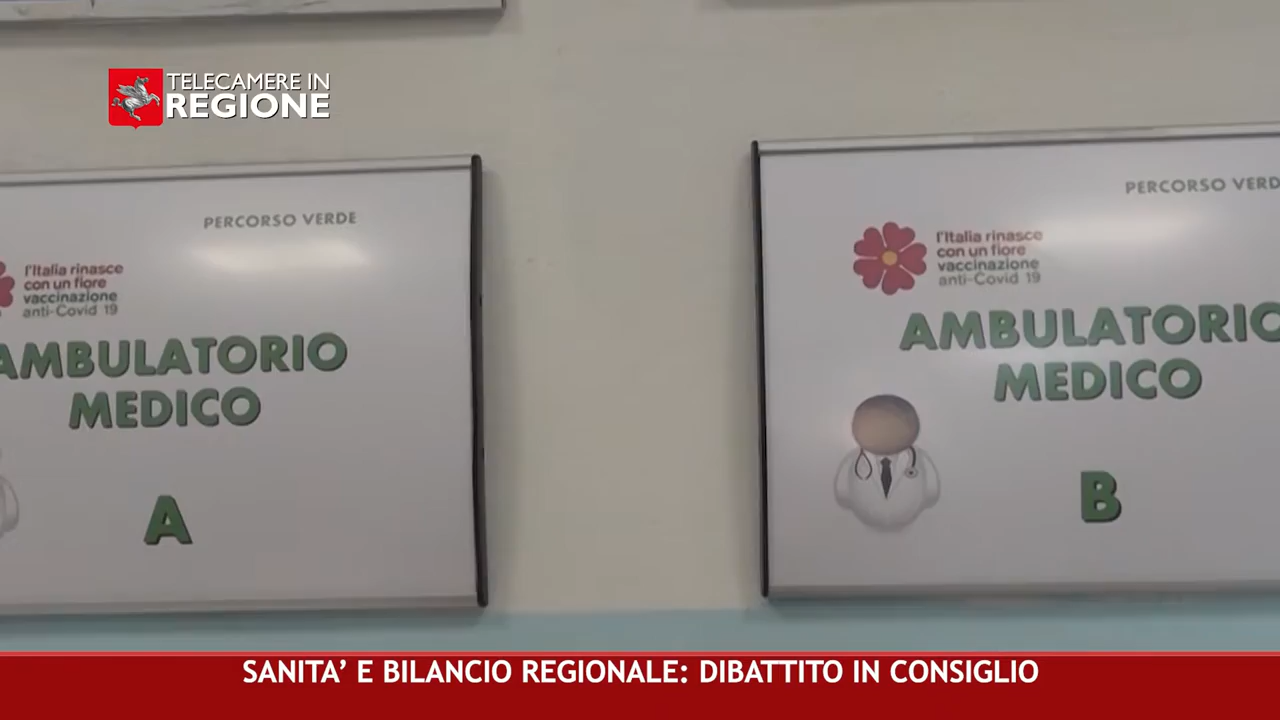 TELECAMERE IN
REGIONE
PERCORSO VERDE
l'Italia rinasce
con un fiore
vaccinazione
anti-Covid 19
AMBULATORIO
MEDICO
A
PERCORSO VERD
l'Italia rinasce
con un fiore
vaccinazione
anti-Covid 19
AMBULATORIO
MEDICO
B
SANITA’ E BILANCIO REGIONALE: DIBATTITO IN CONSIGLIO